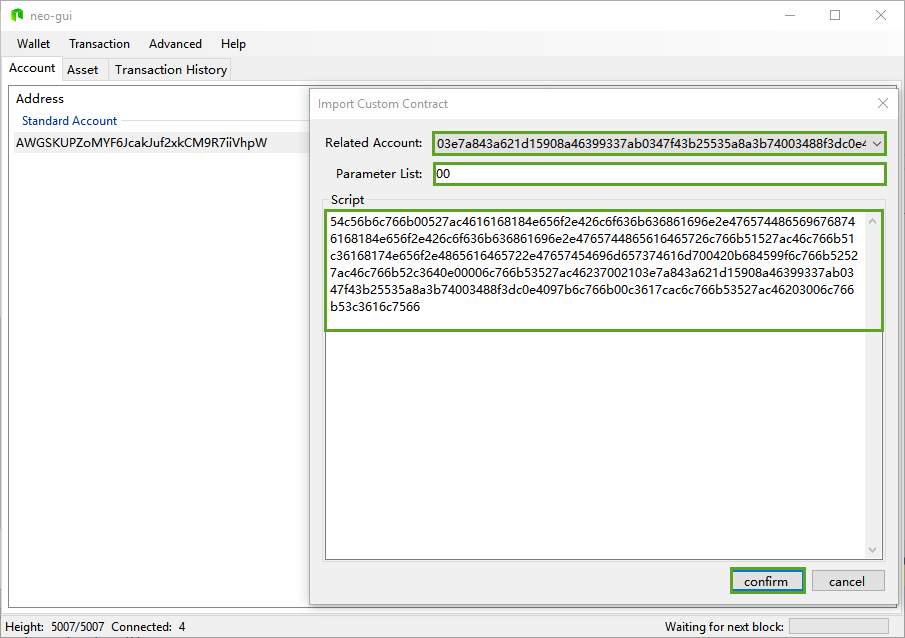 neo-gui
Wallet Transaction Advanced Help
Account Asset Transaction History
Address
Standard Account
AWGSKUPZoMYF6JcakJuf2xkCM9R7iiVhpW
Import Custom Contract
Related Account: 03e7a843a621d15908a46399337ab0347f43b25535a8a3b74003488f3dc0e4
Parameter List: 00
Script
54c56b6c766b00527ac4616168184e656f2e426c6f636b636861696e2e476574486569676874
6168184e656f2e426c6f636b636861696e2e4765744865616465726c766b51527ac46c766b51
c36168174e656f2e4865616465722e47657454696d657374616d700420b684599f6c766b5252
7ac46c766b52c3640e00006c766b53527ac46237002103e7a843a621d15908a46399337ab03
47f43b25535a8a3b74003488f3dc0e4097b6c766b00c3617cac6c766b53527ac46203006c766
b53c3616c7566
confirm cancel
Height: 5007/5007 Connected: 4
Waiting for next block: